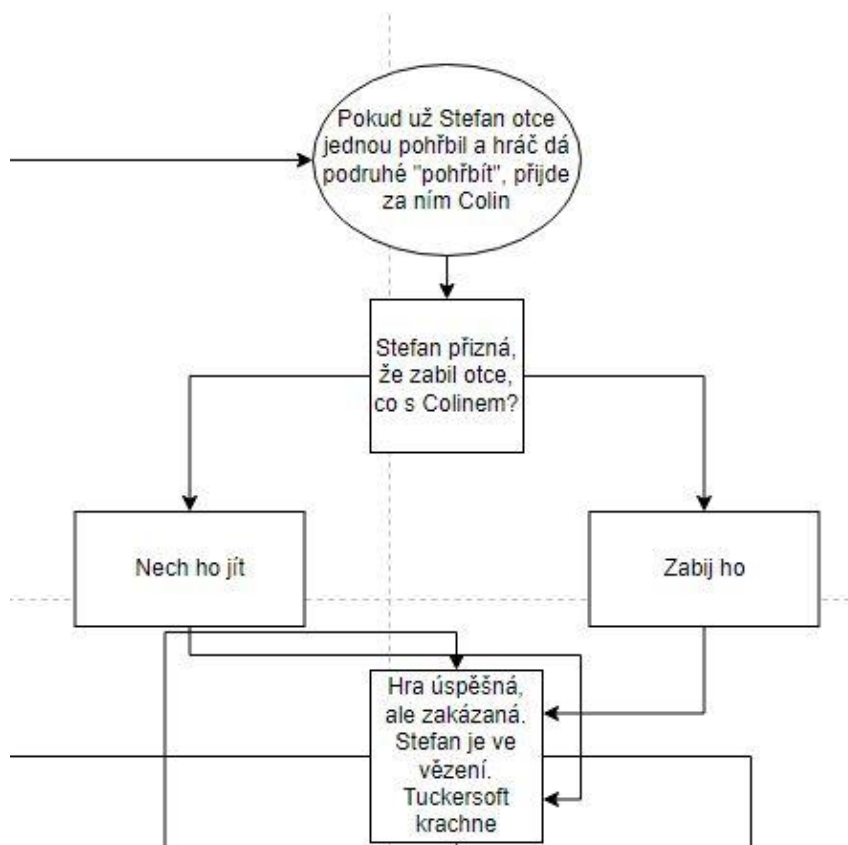 Pokud už Stefan otce
jednou pohřbil a hráč dá
podruhé "pohřbít", přijde
za ním Colin
Stefan přizná,
že zabil otce,
co s Colinem?
Nech ho jít
Zabij ho
Hra úspěšná,
ale zakázaná.
Stefan je ve
vězení.
Tuckersoft
krachne